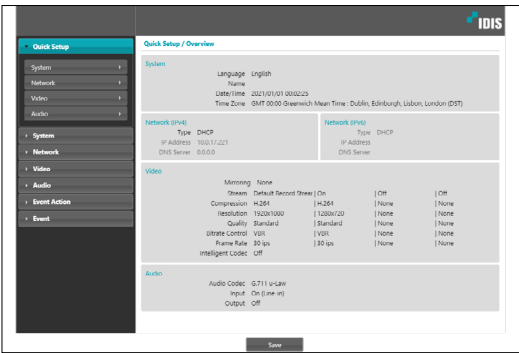 IDIS
Quick Setup
System
Network
Video
Audio
System
Network
Video
Audio
Event Action
Event
Quick Setup / Overview
System
Language English
Name
Date/Time 2021/01/01 00:02:25
Time Zone GMT 00:00 Greenwich Mean Time : Dublin, Edinburgh, Lisbon, London (DST)
Network (IPv4)
Type DHCP
IP Address 10.0.17.221
DNS Server 0.0.0.0
Network (IPv6)
Type DHCP
IP Address
DNS Server
Video
Mirroring None
Stream Default Record Stream | On | Off | Off
Compression H.264 | H.264 | None | None
Resolution 1920x1080 | 1280x720 | None | None
Quality Standard | Standard | None | None
Bitrate Control VBR | VBR | None | None
Frame Rate 30 ips | 30 ips | None | None
Intelligent Codec Off
Audio
Audio Codec G.711 u-Law
Input On (Line-in)
Output Off
Save